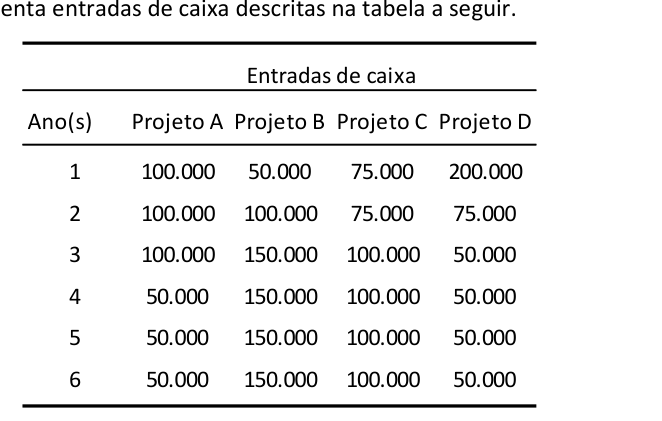 enta entradas de caixa descritas na tabela a seguir.
Entradas de caixa
Ano(s) Projeto A Projeto B Projeto C Projeto D
1 100.000 50.000 75.000 200.000
2 100.000 100.000 75.000 75.000
3 100.000 150.000 100.000 50.000
4 50.000 150.000 100.000 50.000
5 50.000 150.000 100.000 50.000
6 50.000 150.000 100.000 50.000